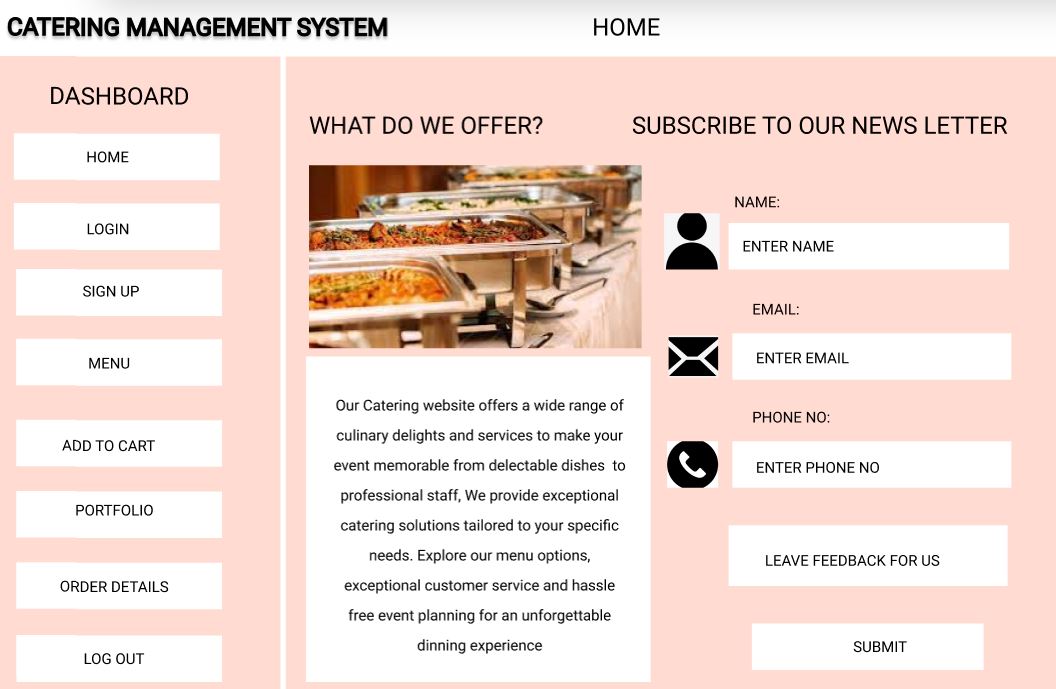 CATERING MANAGEMENT SYSTEM
HOME
DASHBOARD
HOME
LOGIN
SIGN UP
MENU
ADD TO CART
PORTFOLIO
ORDER DETAILS
LOG OUT
WHAT DO WE OFFER?
Our Catering website offers a wide range of
culinary delights and services to make your
event memorable from delectable dishes to
professional staff, We provide exceptional
catering solutions tailored to your specific
needs. Explore our menu options,
exceptional customer service and hassle
free event planning for an unforgettable
dinning experience
SUBSCRIBE TO OUR NEWS LETTER
NAME:
ENTER NAME
EMAIL:
ENTER EMAIL
PHONE NO:
ENTER PHONE NO
LEAVE FEEDBACK FOR US
SUBMIT